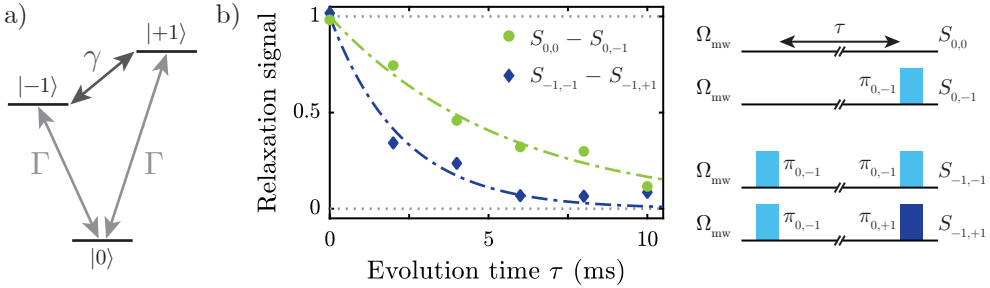 a)
|+1⟩
γ
|−1⟩
Γ
Γ
|0⟩
b)
Relaxation signal
1
0.5
0
S0,0 − S0,−1
S−1,−1 − S−1,+1
0
5
10
Evolution time τ (ms)
τ
Ωmw
S0,0
Ωmw
π0,−1
S0,−1
Ωmw
π0,−1
π0,−1
S−1,−1
Ωmw
π0,−1
π0,+1
S−1,+1